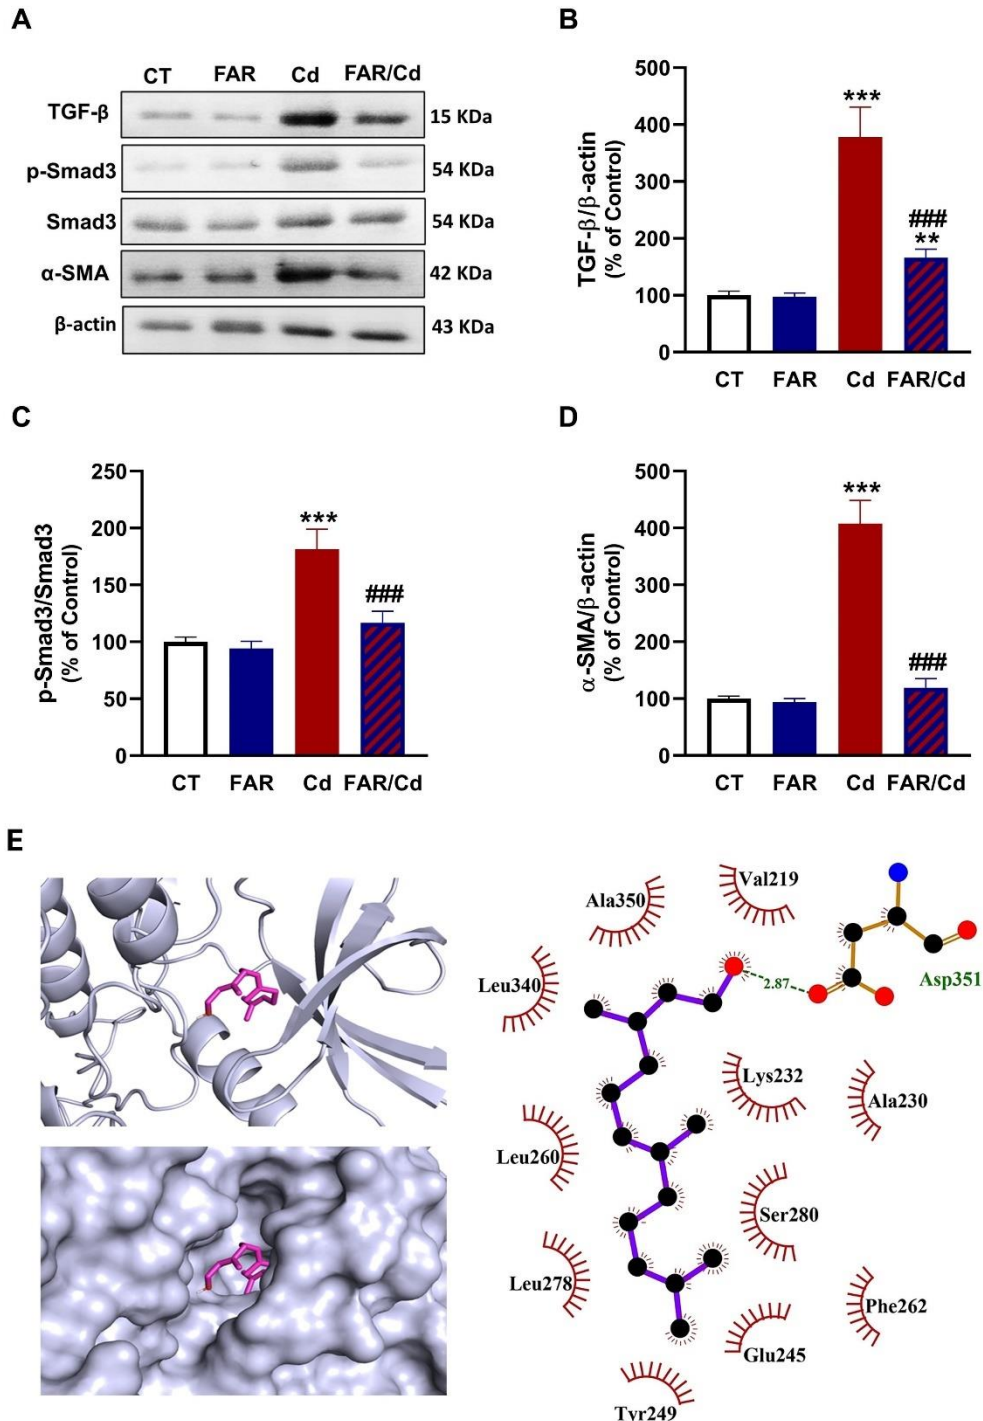 A
CT FAR Cd FAR/Cd
TGF-β 15 KDa
p-Smad3 54 KDa
Smad3 54 KDa
α-SMA 42 KDa
β-actin 43 KDa
B
TGF-β/β-actin
(% of Control)
500
400
300
200
100
0
***
###
**
CT FAR Cd FAR/Cd
C
p-Smad3/Smad3
(% of Control)
250
200
150
100
50
0
***
###
CT FAR Cd FAR/Cd
D
α-SMA/β-actin
(% of Control)
500
400
300
200
100
0
***
###
CT FAR Cd FAR/Cd
E
Val219
Ala350
Leu340
2.87
Asp351
Lys232
Ala230
Leu260
Ser280
Leu278
Phe262
Glu245
Tyr249